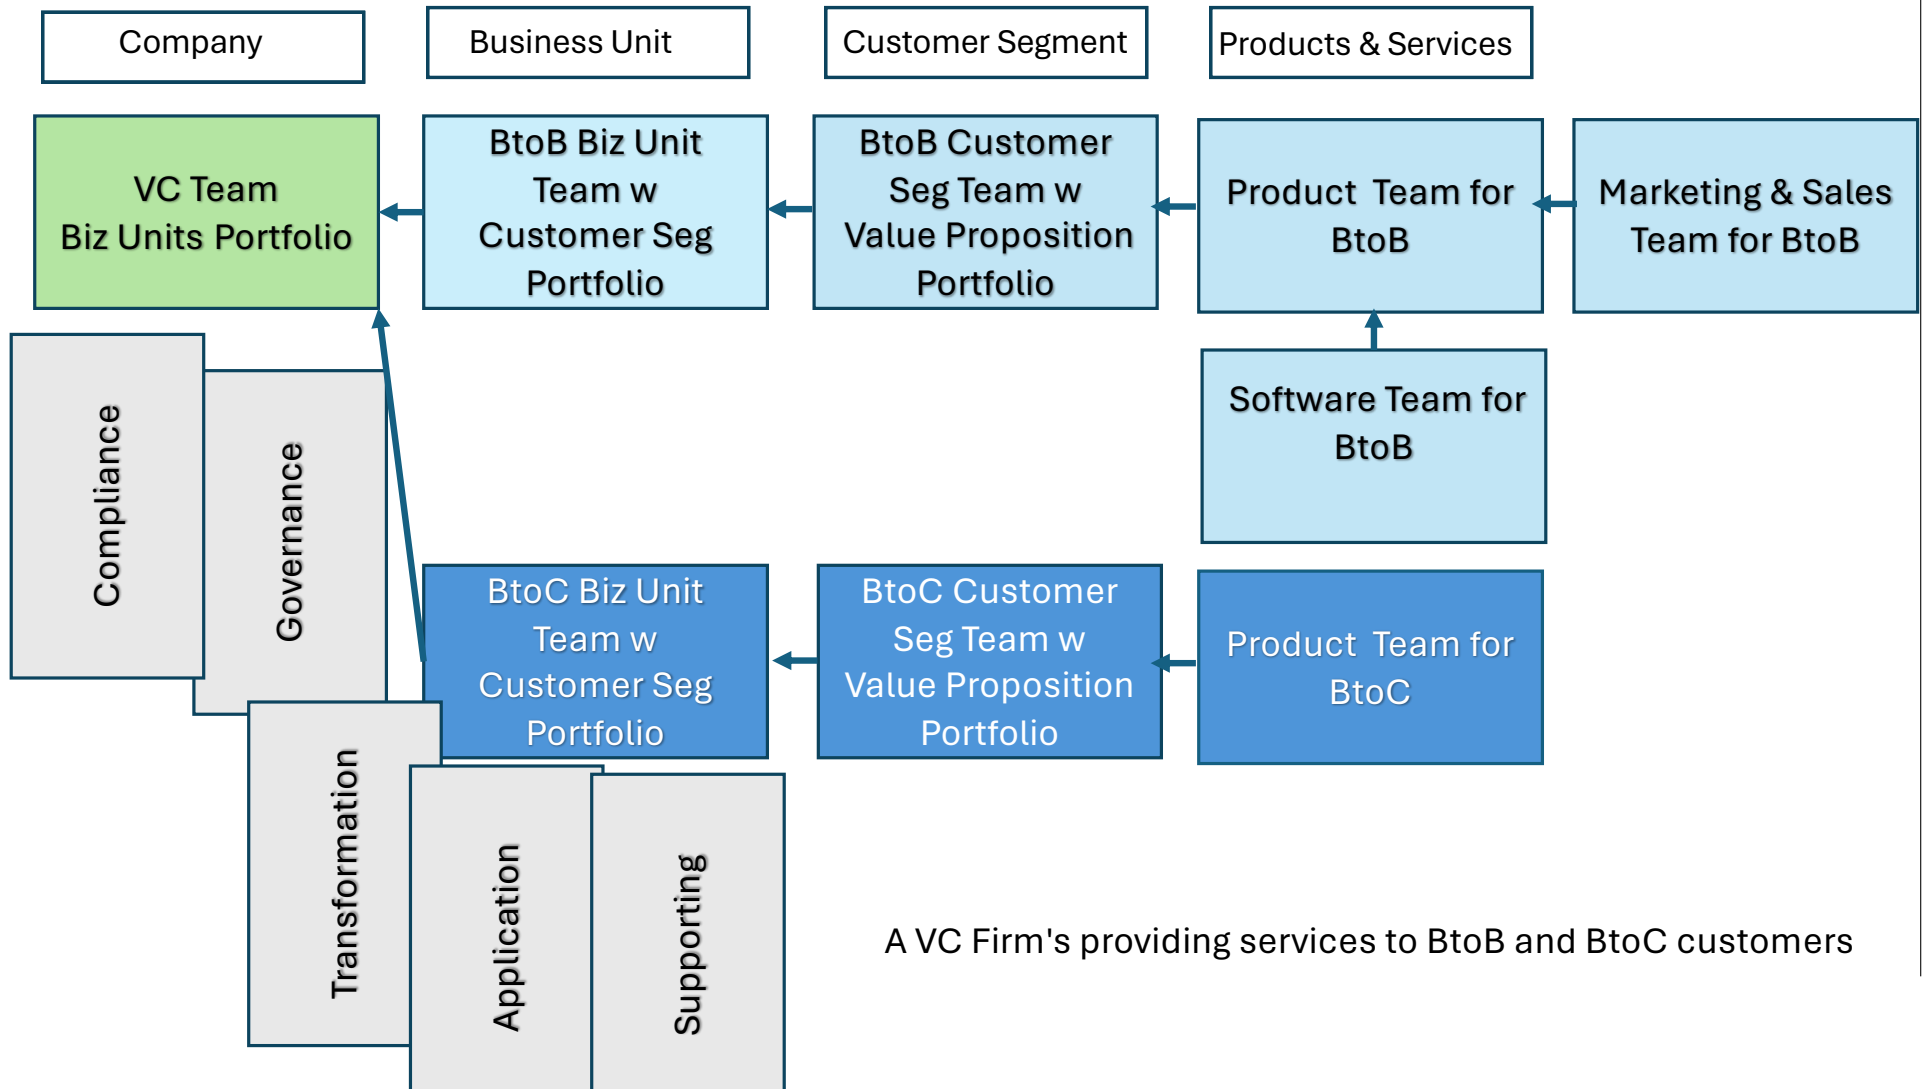 Company
Business Unit
Customer Segment
Products & Services
VC Team
Biz Units Portfolio
BtoB Biz Unit
Team w
Customer Seg
Portfolio
BtoB Customer
Seg Team w
Value Proposition
Portfolio
Product  Team for
BtoB
Marketing & Sales
Team for BtoB
Software Team for
BtoB
Compliance
Governance
BtoC Biz Unit
Team w
Customer Seg
Portfolio
BtoC Customer
Seg Team w
Value Proposition
Portfolio
Product  Team for
BtoC
Transformation
Application
Supporting
A VC Firm's providing services to BtoB and BtoC customers